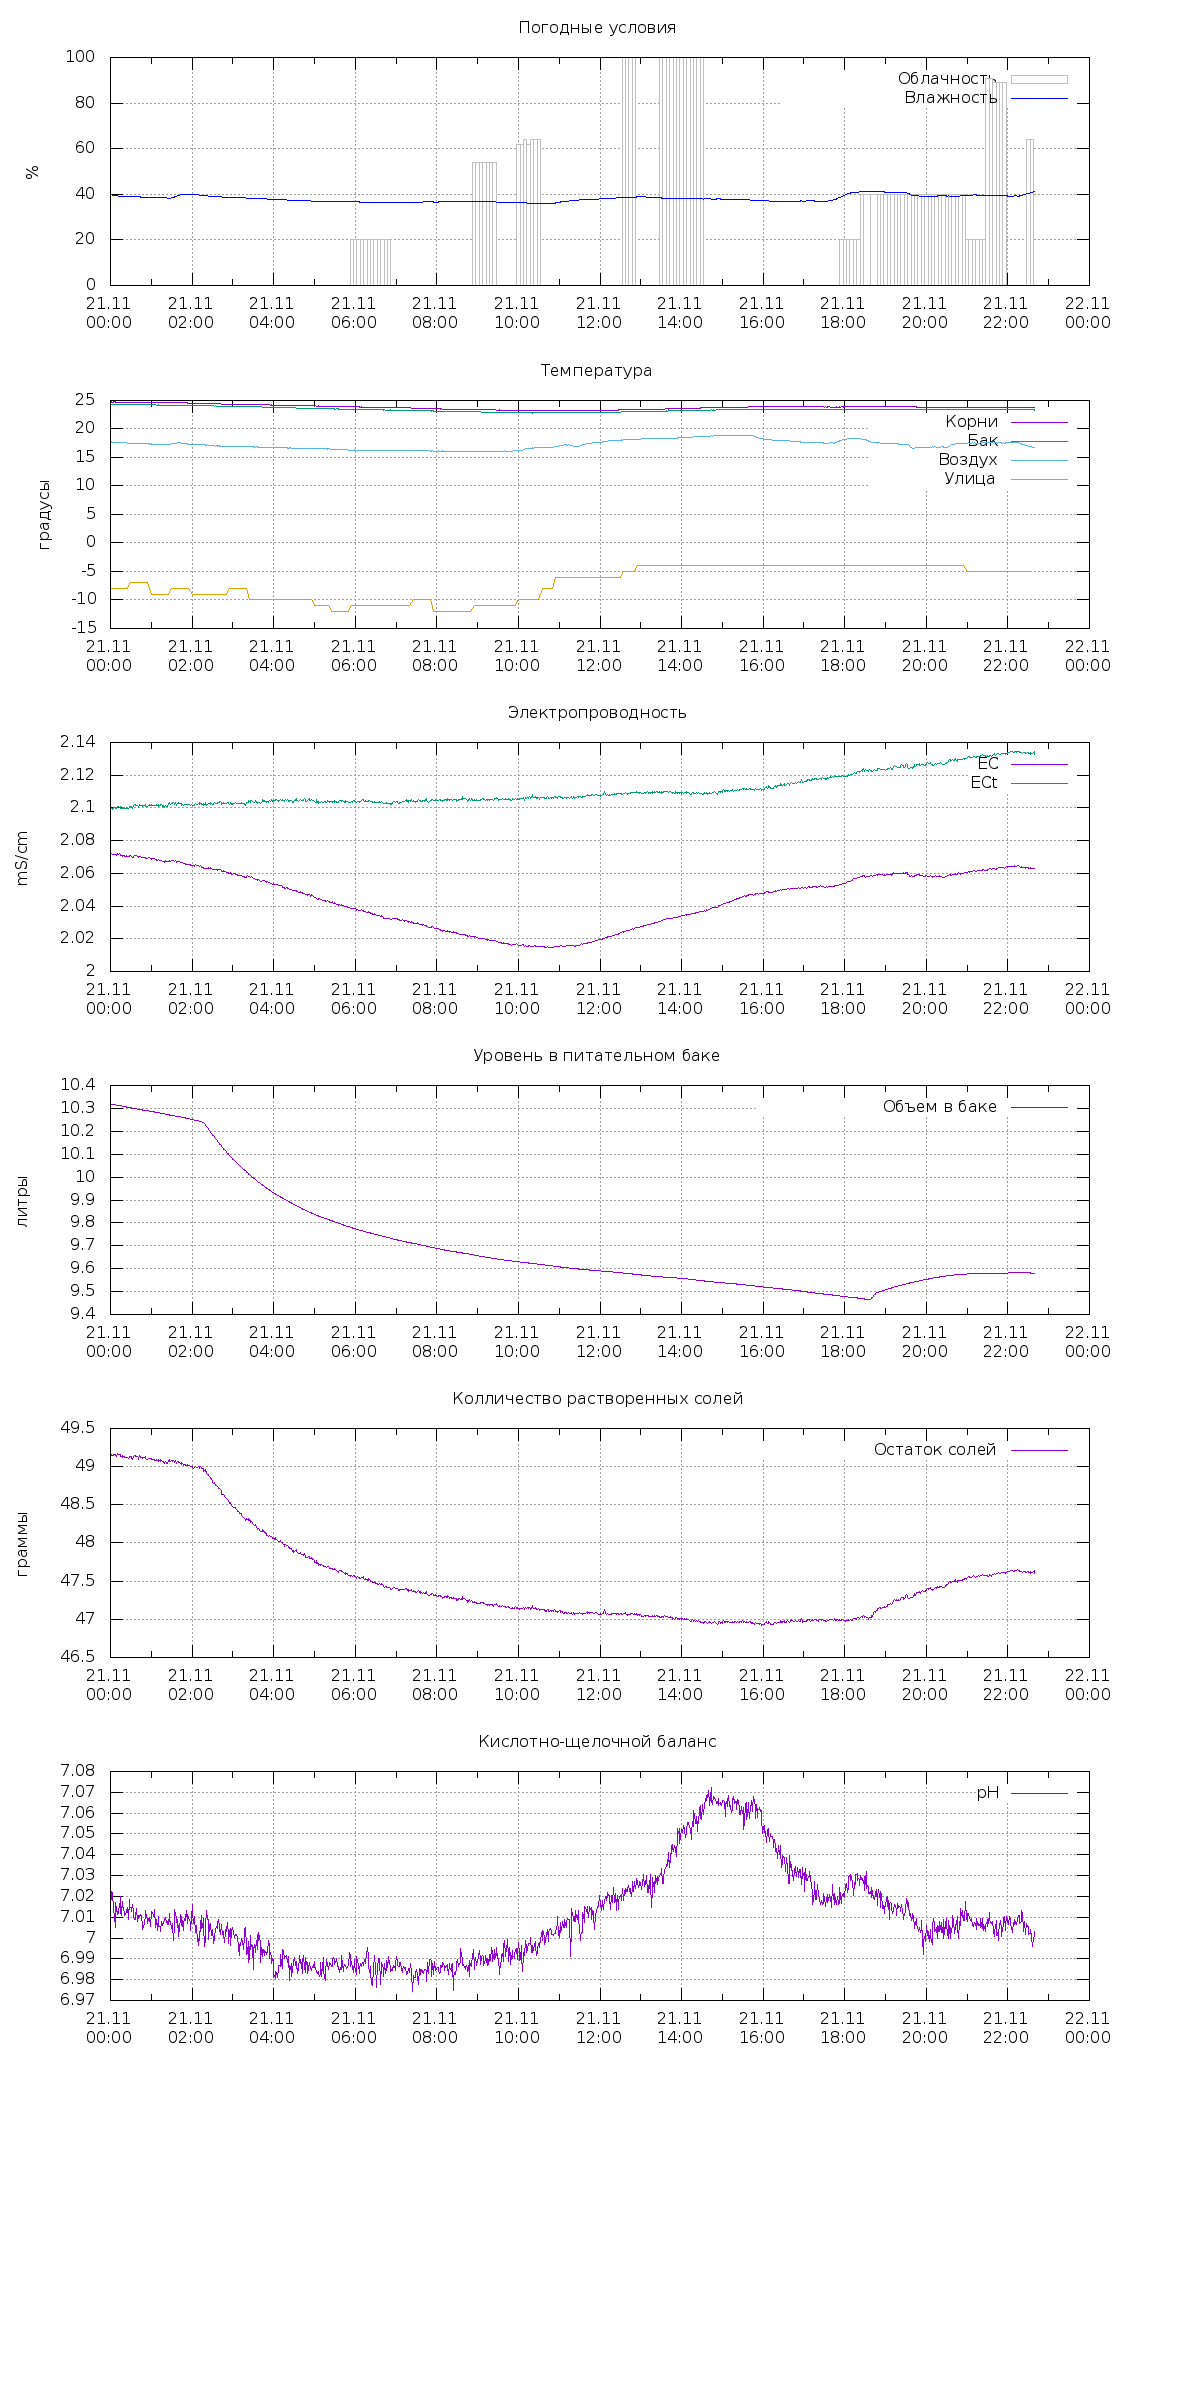 Погодные условия
100
80
60
40
20
0
%
Облачность
Влажность
21.11 21.11 21.11 21.11 21.11 21.11 21.11 21.11 21.11 21.11 21.11 21.11 22.11
00:00 02:00 04:00 06:00 08:00 10:00 12:00 14:00 16:00 18:00 20:00 22:00 00:00
Температура
25
20
15
10
5
0
-5
-10
-15
градусы
Корни
Бак
Воздух
Улица
21.11 21.11 21.11 21.11 21.11 21.11 21.11 21.11 21.11 21.11 21.11 21.11 22.11
00:00 02:00 04:00 06:00 08:00 10:00 12:00 14:00 16:00 18:00 20:00 22:00 00:00
Электропроводность
2.14
2.12
2.1
2.08
2.06
2.04
2.02
2
mS/cm
EC
ECt
21.11 21.11 21.11 21.11 21.11 21.11 21.11 21.11 21.11 21.11 21.11 21.11 22.11
00:00 02:00 04:00 06:00 08:00 10:00 12:00 14:00 16:00 18:00 20:00 22:00 00:00
Уровень в питательном баке
10.4
10.3
10.2
10.1
10
9.9
9.8
9.7
9.6
9.5
9.4
литры
Объем в баке
21.11 21.11 21.11 21.11 21.11 21.11 21.11 21.11 21.11 21.11 21.11 21.11 22.11
00:00 02:00 04:00 06:00 08:00 10:00 12:00 14:00 16:00 18:00 20:00 22:00 00:00
Колличество растворенных солей
49.5
49
48.5
48
47.5
47
46.5
граммы
Остаток солей
21.11 21.11 21.11 21.11 21.11 21.11 21.11 21.11 21.11 21.11 21.11 21.11 22.11
00:00 02:00 04:00 06:00 08:00 10:00 12:00 14:00 16:00 18:00 20:00 22:00 00:00
Кислотно-щелочной баланс
7.08
7.07
7.06
7.05
7.04
7.03
7.02
7.01
7
6.99
6.98
6.97
pH
21.11 21.11 21.11 21.11 21.11 21.11 21.11 21.11 21.11 21.11 21.11 21.11 22.11
00:00 02:00 04:00 06:00 08:00 10:00 12:00 14:00 16:00 18:00 20:00 22:00 00:00